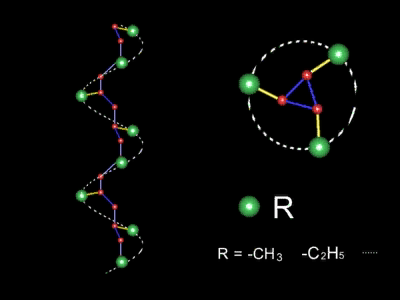 R
R = -CH₃ -C₂H₅ ······